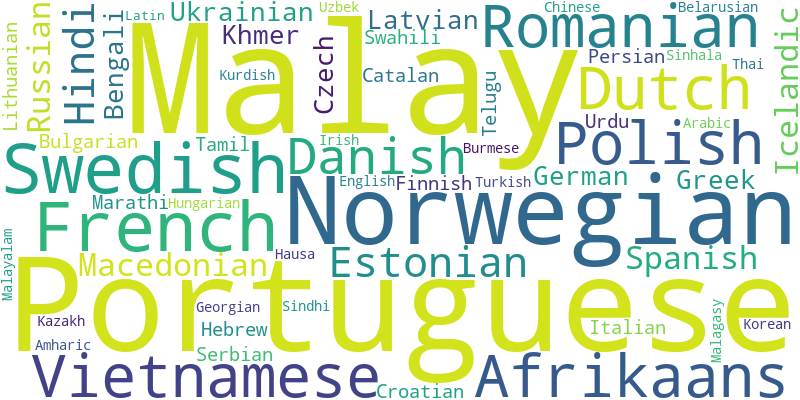 Latin
Ukrainian
Uzbek
Latvian
Chinese
Belarusian
Romanian
Lithuanian
Russian
Hindi
Bengali
Malay
Khmer
Swahili
Persian
Sinhala
Thai
Icelandic
Kurdish
Czech
Catalan
Telugu
Dutch
Bulgarian
Tamil
Irish
Burmese
Urdu
Arabic
Swedish
Danish
Polish
English
Finnish
Turkish
German
Greek
Marathi
Hungarian
French
Norwegian
Malayalam
Macedonian
Hausa
Estonian
Spanish
Portuguese
Kazakh
Georgian
Sindhi
Hebrew
Italian
Malagasy
Korean
Amharic
Serbian
Vietnamese
Croatian
Afrikaans